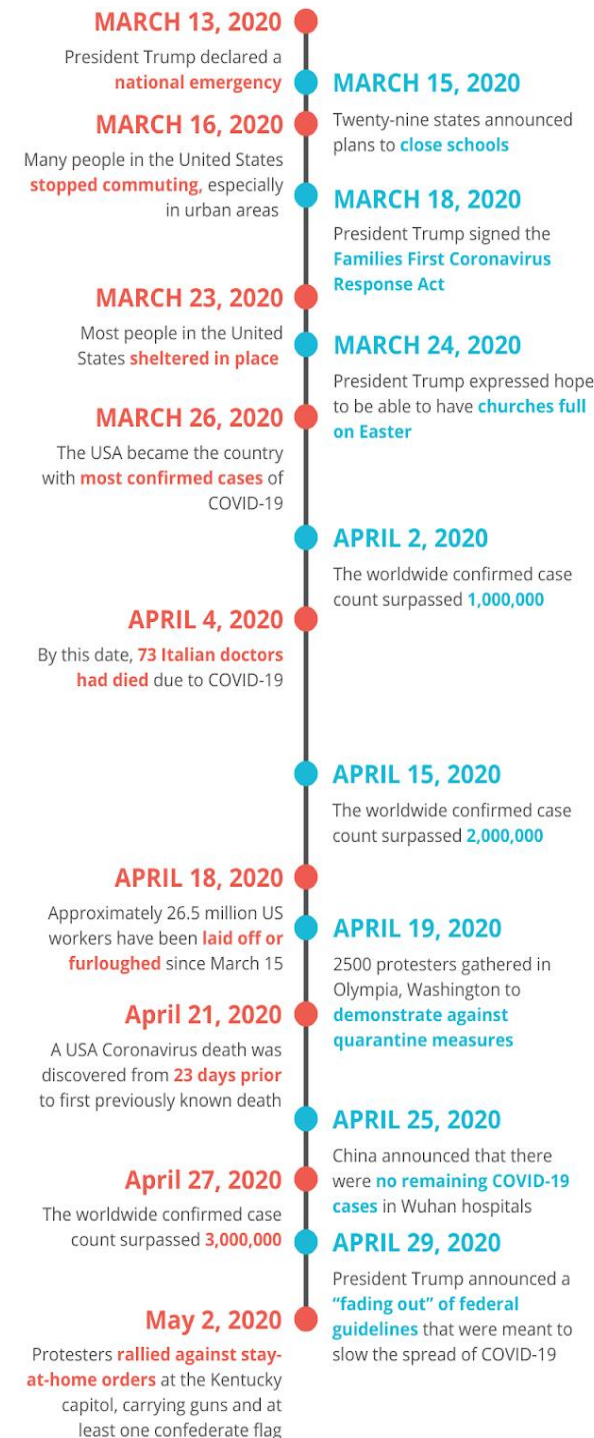 MARCH 13, 2020
President Trump declared a
national emergency
MARCH 15, 2020
Twenty-nine states announced
plans to close schools
MARCH 16, 2020
Many people in the United States
stopped commuting, especially
in urban areas
MARCH 18, 2020
President Trump signed the
Families First Coronavirus
Response Act
MARCH 23, 2020
Most people in the United
States sheltered in place
MARCH 24, 2020
President Trump expressed hope
to be able to have churches full
on Easter
MARCH 26, 2020
The USA became the country
with most confirmed cases of
COVID-19
APRIL 2, 2020
The worldwide confirmed case
count surpassed 1,000,000
APRIL 4, 2020
By this date, 73 Italian doctors
had died due to COVID-19
APRIL 15, 2020
The worldwide confirmed case
count surpassed 2,000,000
APRIL 18, 2020
Approximately 26.5 million US
workers have been laid off or
furloughed since March 15
APRIL 19, 2020
2500 protesters gathered in
Olympia, Washington to
demonstrate against
quarantine measures
April 21, 2020
A USA Coronavirus death was
discovered from 23 days prior
to first previously known death
APRIL 25, 2020
China announced that there
were no remaining COVID-19
cases in Wuhan hospitals
April 27, 2020
The worldwide confirmed case
count surpassed 3,000,000
APRIL 29, 2020
President Trump announced a
“fading out” of federal
guidelines that were meant to
slow the spread of COVID-19
May 2, 2020
Protesters rallied against stay-
at-home orders at the Kentucky
capitol, carrying guns and at
least one confederate flag